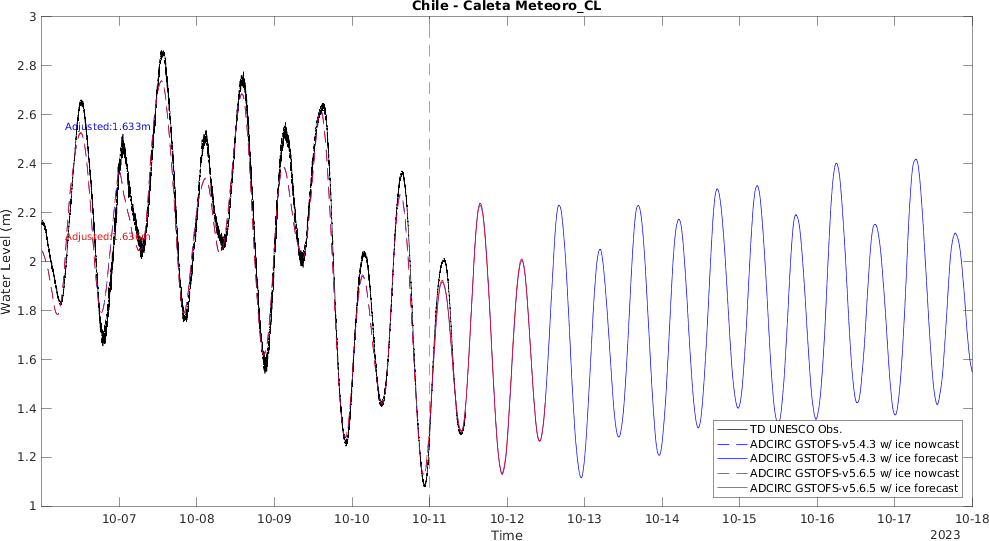 Chile - Caleta Meteoro_CL
3
2.8
2.6
2.4
2.2
2
1.8
1.6
1.4
1.2
1
Water Level (m)
Adjusted:1.633m
10-07
10-08
10-09
10-10
10-11
10-12
10-13
10-14
10-15
10-16
10-17
10-18
Time
2023
TD UNESCO Obs.
ADCIRC GSTOFS-v5.4.3 w/ ice nowcast
ADCIRC GSTOFS-v5.4.3 w/ ice forecast
ADCIRC GSTOFS-v5.6.5 w/ ice nowcast
ADCIRC GSTOFS-v5.6.5 w/ ice forecast